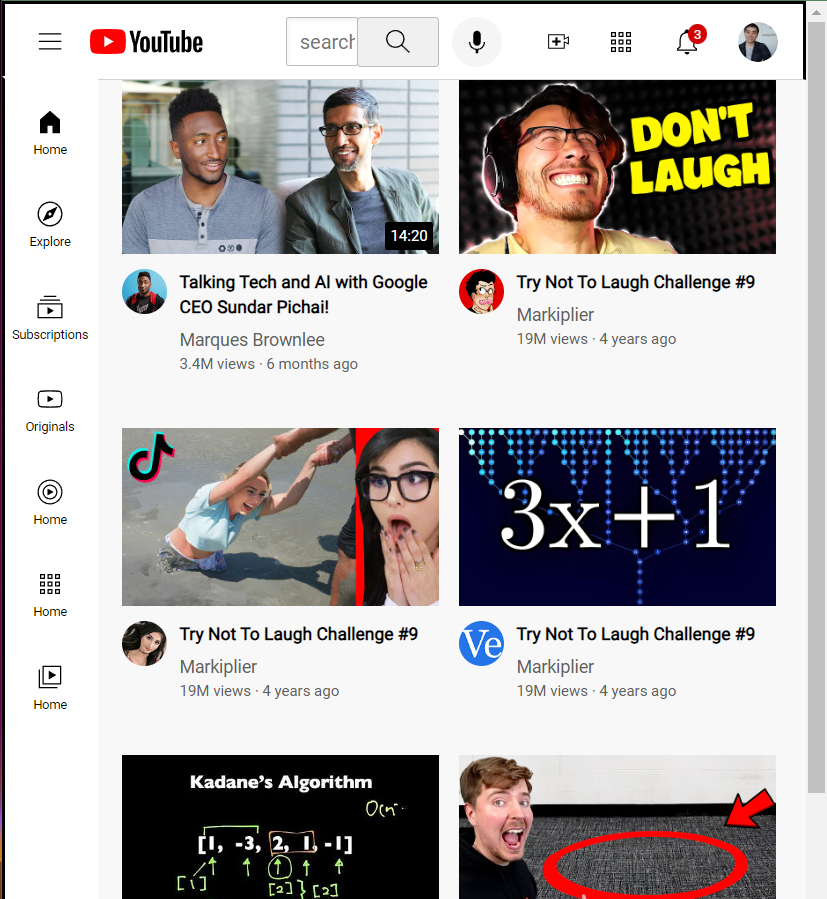 YouTube
search
3
Home
Explore
Subscriptions
Originals
Home
Home
Home
14:20
Talking Tech and AI with Google
CEO Sundar Pichai!
Marques Brownlee
3.4M views · 6 months ago
DON'T
LAUGH
Try Not To Laugh Challenge #9
Markiplier
19M views · 4 years ago
Try Not To Laugh Challenge #9
Markiplier
19M views · 4 years ago
3x+1
Ve
Try Not To Laugh Challenge #9
Markiplier
19M views · 4 years ago
Kadane's Algorithm
[1, -3, 2, 1, -1]
[1] [2] [2]